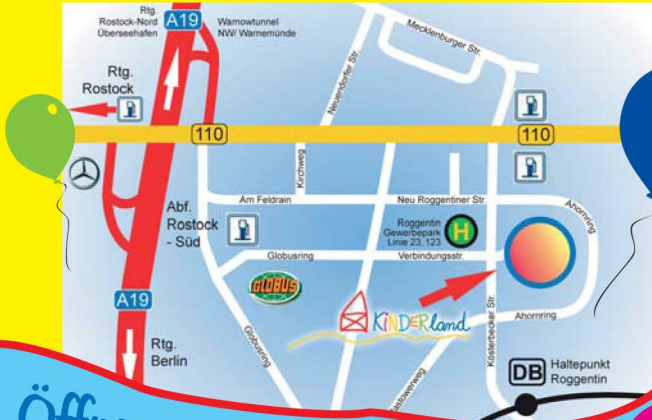 Rtg.
Rostock-Nord
Überseehafen
A19
Warnowtunnel
NW/ Warnemünde
Mecklenburger Str.
Neuendorfer Str.
Rtg.
Rostock
110
110
Kirchweg
Am Feldrain
Neu Roggentiner Str.
Ahornring
Abf.
Rostock
- Süd
Roggentin
Gewerbepark
Linie 23, 123
H
Globusring
Verbindungsstr.
GLOBUS
KiNDERland
A19
Rtg.
Berlin
Globusring
Kösterbecker Str.
Ahornring
DB
Haltepunkt
Roggentin